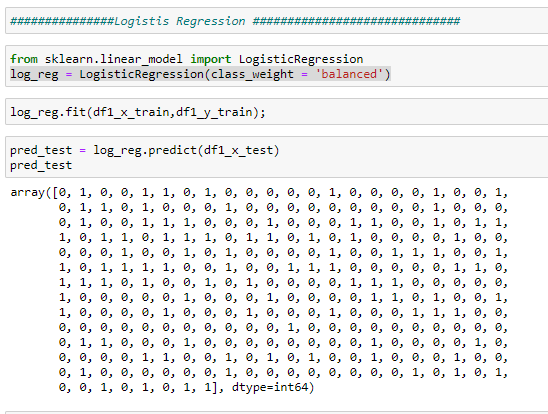 ###############Logistis Regression ##############################
from sklearn.linear_model import LogisticRegression
log_reg = LogisticRegression(class_weight = 'balanced')
log_reg.fit(df1_x_train,df1_y_train);
pred_test = log_reg.predict(df1_x_test)
pred_test
array([0, 1, 0, 0, 1, 1, 0, 1, 0, 0, 0, 0, 0, 1, 0, 0, 0, 0, 1, 0, 0, 1,
0, 1, 1, 0, 1, 0, 0, 0, 1, 0, 0, 0, 0, 0, 0, 0, 0, 1, 0, 0, 0,
0, 1, 0, 0, 1, 1, 1, 0, 0, 0, 1, 0, 0, 0, 1, 1, 0, 0, 1, 0, 1, 1,
1, 0, 1, 1, 0, 1, 1, 1, 0, 1, 1, 0, 1, 0, 1, 0, 0, 0, 0, 1, 0, 0,
0, 0, 0, 1, 0, 0, 1, 0, 1, 0, 0, 0, 1, 0, 0, 1, 1, 1, 0, 0, 1,
1, 0, 1, 1, 1, 1, 0, 0, 1, 0, 0, 1, 1, 1, 0, 0, 0, 0, 0, 1, 1, 0,
1, 1, 1, 0, 1, 0, 0, 1, 0, 1, 0, 0, 0, 0, 1, 1, 1, 0, 0, 0, 0, 0,
1, 0, 0, 0, 0, 0, 1, 0, 0, 0, 1, 0, 0, 0, 0, 1, 1, 0, 1, 0, 0, 1,
1, 0, 0, 0, 0, 1, 0, 0, 0, 1, 0, 0, 0, 1, 0, 0, 0, 1, 1, 1, 0, 0,
0, 0, 0, 0, 0, 0, 0, 0, 0, 0, 0, 1, 0, 0, 0, 0, 0, 0, 0, 0, 0, 0,
0, 1, 1, 0, 0, 0, 1, 0, 0, 0, 0, 0, 0, 0, 0, 1, 0, 0, 0, 0, 1, 0,
0, 0, 0, 0, 1, 1, 0, 0, 1, 0, 1, 0, 1, 0, 0, 0, 1, 0, 0, 1, 0, 0,
0, 1, 0, 0, 0, 0, 0, 0, 1, 0, 0, 0, 0, 0, 0, 0, 0, 1, 0, 1, 0, 1,
0, 0, 1, 0, 1, 0, 1, 1], dtype=int64)